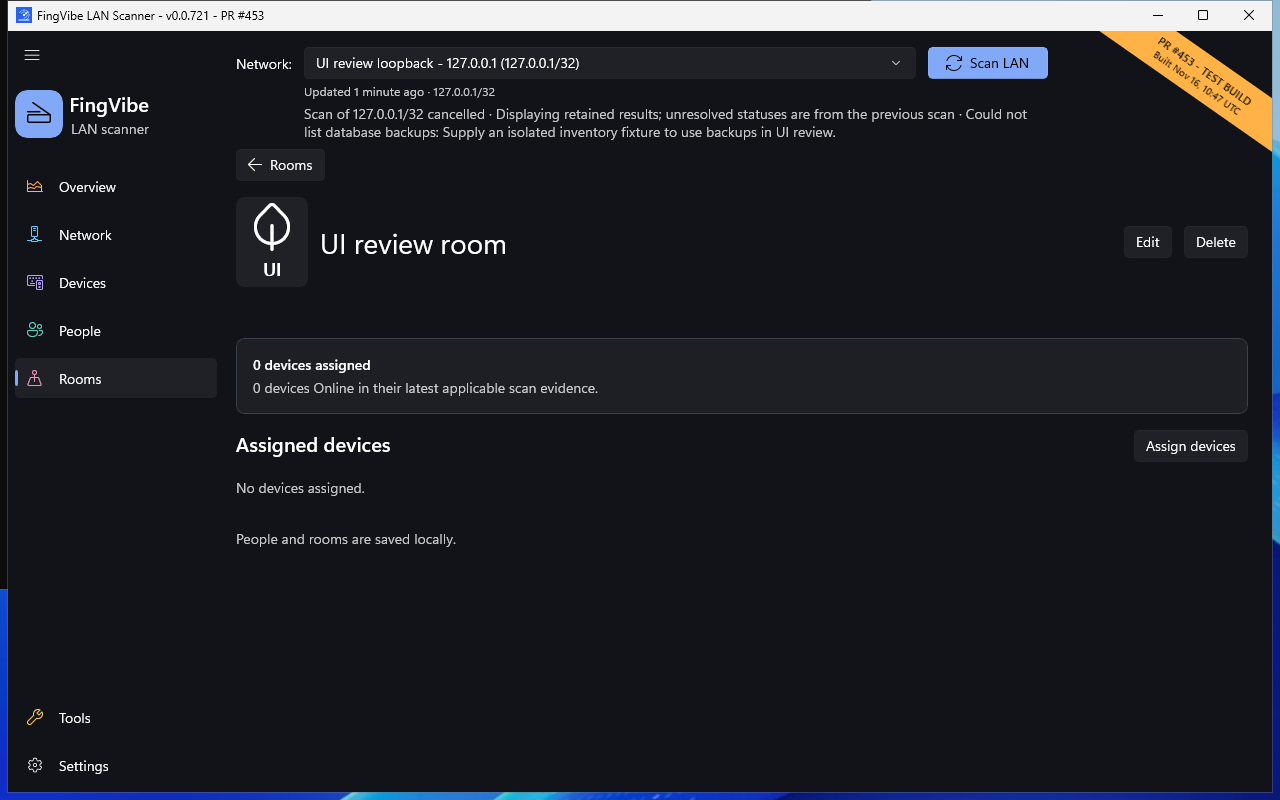 FingVibe LAN Scanner - v0.0.721 - PR #453
PR #453 - TEST BUILD
Built Nov 16, 10:47 UTC
Network:
UI review loopback - 127.0.0.1 (127.0.0.1/32)
Scan LAN
Updated 1 minute ago · 127.0.0.1/32
Scan of 127.0.0.1/32 cancelled · Displaying retained results; unresolved statuses are from the previous scan · Could not
list database backups: Supply an isolated inventory fixture to use backups in UI review.
FingVibe
LAN scanner
Overview
Network
Devices
People
Rooms
Tools
Settings
Rooms
UI
UI review room
Edit
Delete
0 devices assigned
0 devices Online in their latest applicable scan evidence.
Assigned devices
Assign devices
No devices assigned.
People and rooms are saved locally.